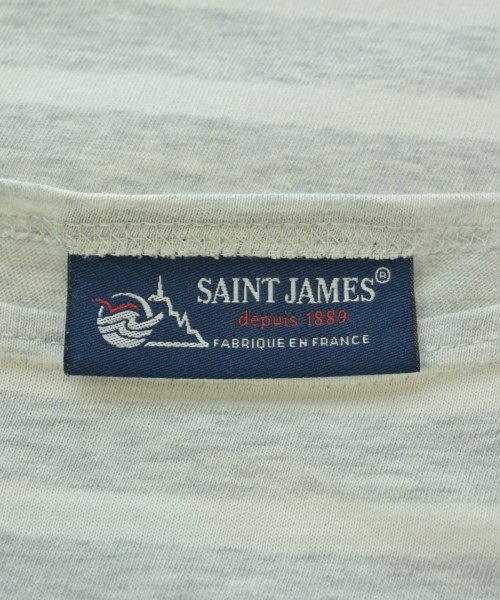 SAINT JAMES®
depuis 1889
FABRIQUE EN FRANCE